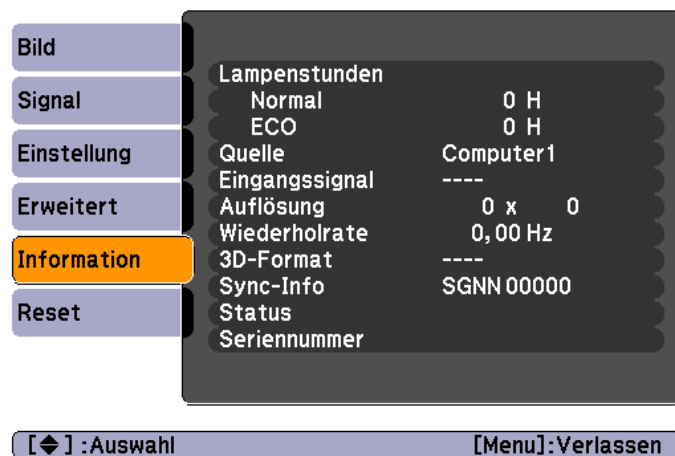 Bild
Signal
Einstellung
Erweitert
Information
Reset
Lampenstunden
Normal 0 H
ECO 0 H
Quelle Computer1
Eingangssignal ----
Auflösung 0 x 0
Wiederholrate 0,00 Hz
3D-Format ----
Sync-Info SGNN 00000
Status
Seriennummer
[◆] :Auswahl [Menu]:Verlassen